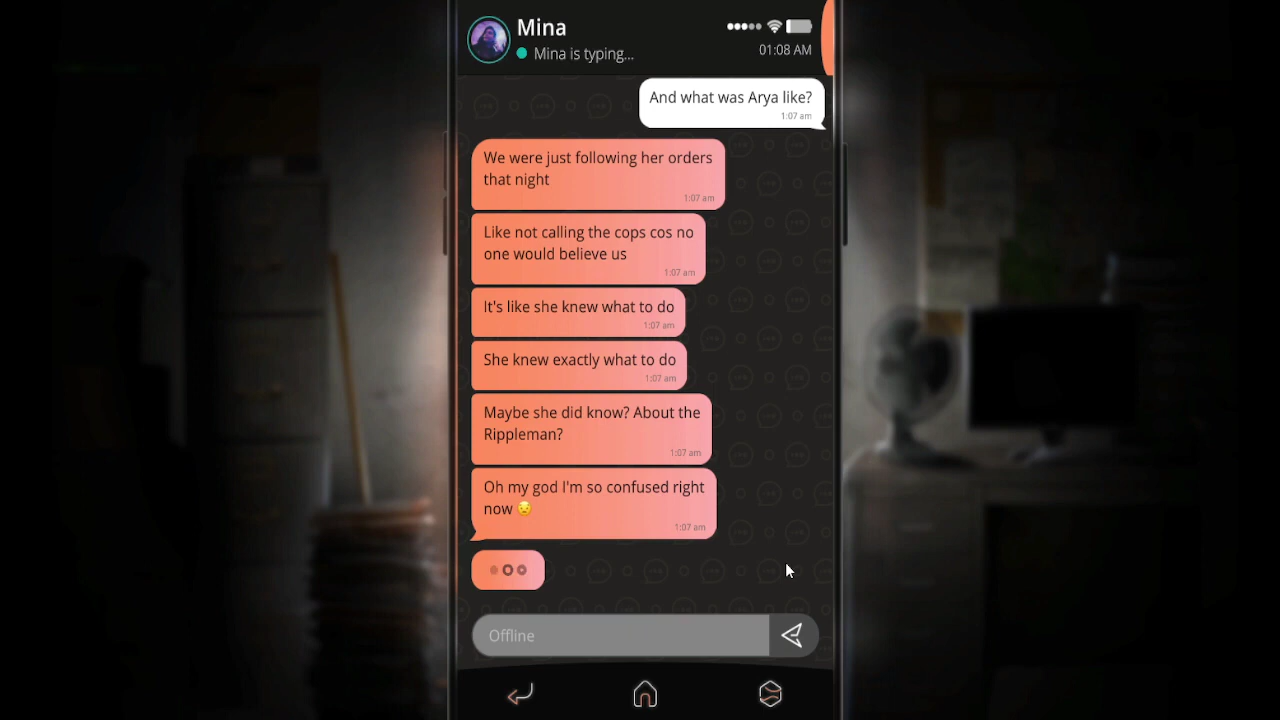 Mina
Mina is typing...
01:08 AM
And what was Arya like?
1:07 am
We were just following her orders
that night
1:07 am
Like not calling the cops cos no
one would believe us
1:07 am
It's like she knew what to do
1:07 am
She knew exactly what to do
1:07 am
Maybe she did know? About the
Rippleman?
1:07 am
Oh my god I'm so confused right
now 😟
1:07 am
Offline